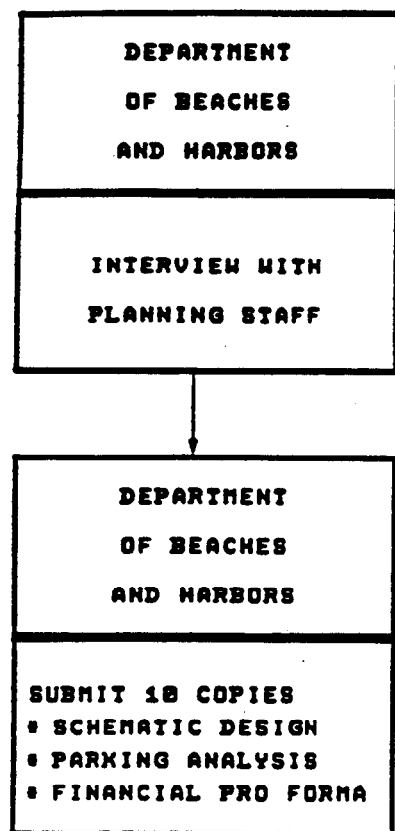 DEPARTMENT
OF BEACHES
AND HARBORS
INTERVIEW WITH
PLANNING STAFF
DEPARTMENT
OF BEACHES
AND HARBORS
SUBMIT 10 COPIES
* SCHEMATIC DESIGN
* PARKING ANALYSIS
* FINANCIAL PRO FORMA